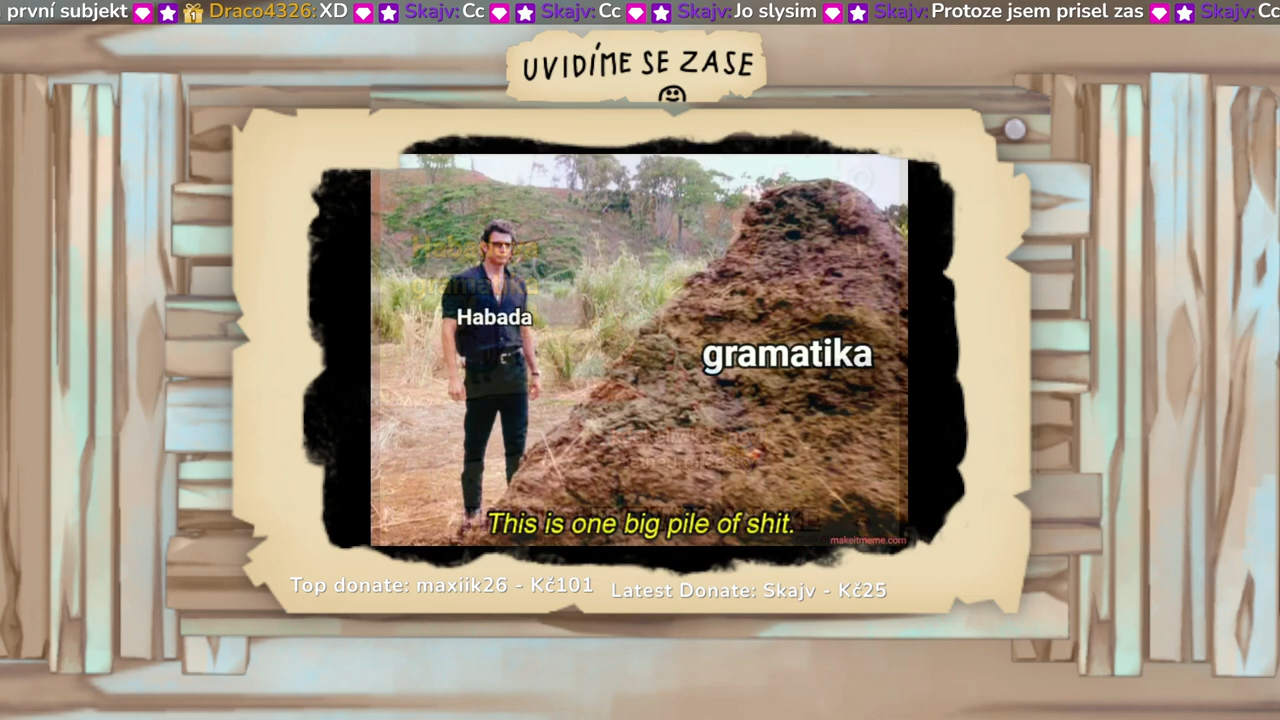 první subjekt Draco4326: XD Skajv: Cc Skajv: Cc Skajv: Jo slysim Skajv: Protoze jsem prisel zas Skajv: Cc
UVIDÍME SE ZASE
Habada
gramatika
This is one big pile of shit.
makeitmeme.com
Top donate: maxiik26 - Kč101
Latest Donate: Skajv - Kč25